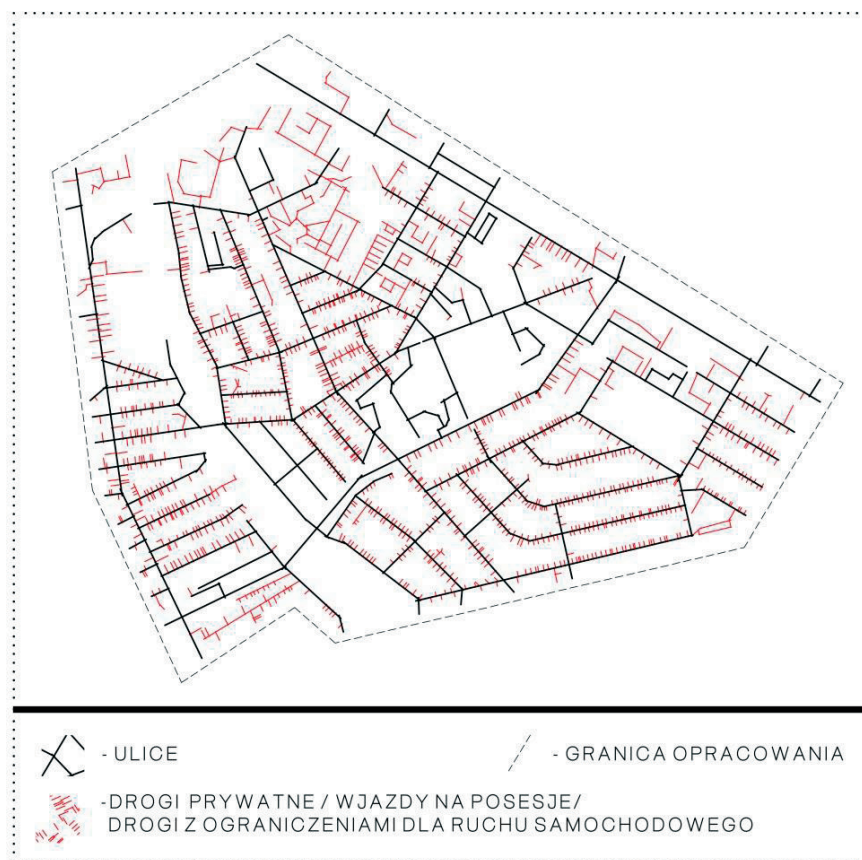 - ULICE
- GRANICA OPRACOWANIA
-DROGI PRYWATNE / WJAZDY NA POSESJE/
DROGI Z OGRANICZENIAMI DLA RUCHU SAMOCHODOWEGO